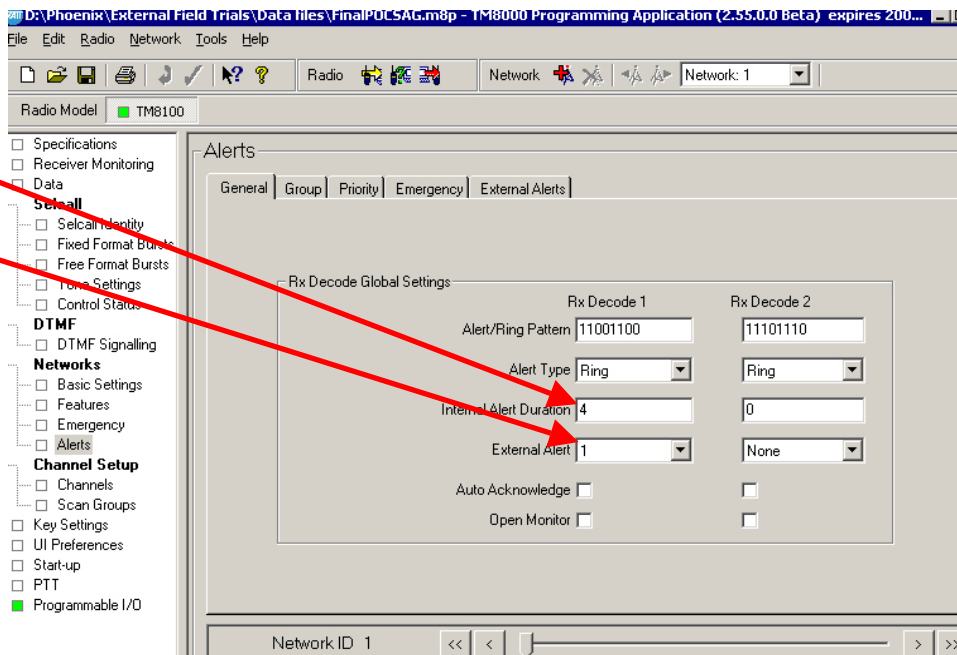 D:\Phoenix\External Field Trials\Data files\FinalPOCSAG.m8p - TM8000 Programming Application (2.55.0.0 Beta) expires 200...
File Edit Radio Network Tools Help
Radio Network Network: 1
Radio Model TM8100
Specifications
Receiver Monitoring
Data
Selcall
Selcall Identity
Fixed Format Bursts
Free Format Bursts
Tone Settings
Control Status
DTMF
DTMF Signalling
Networks
Basic Settings
Features
Emergency
Alerts
Channel Setup
Channels
Scan Groups
Key Settings
UI Preferences
Start-up
PTT
Programmable I/O
Alerts
General Group Priority Emergency External Alerts
Rx Decode Global Settings
Rx Decode 1 Rx Decode 2
Alert/Ring Pattern 11001100 11101110
Alert Type Ring Ring
Internal Alert Duration 4 0
External Alert 1 None
Auto Acknowledge
Open Monitor
Network ID 1 << < > >>